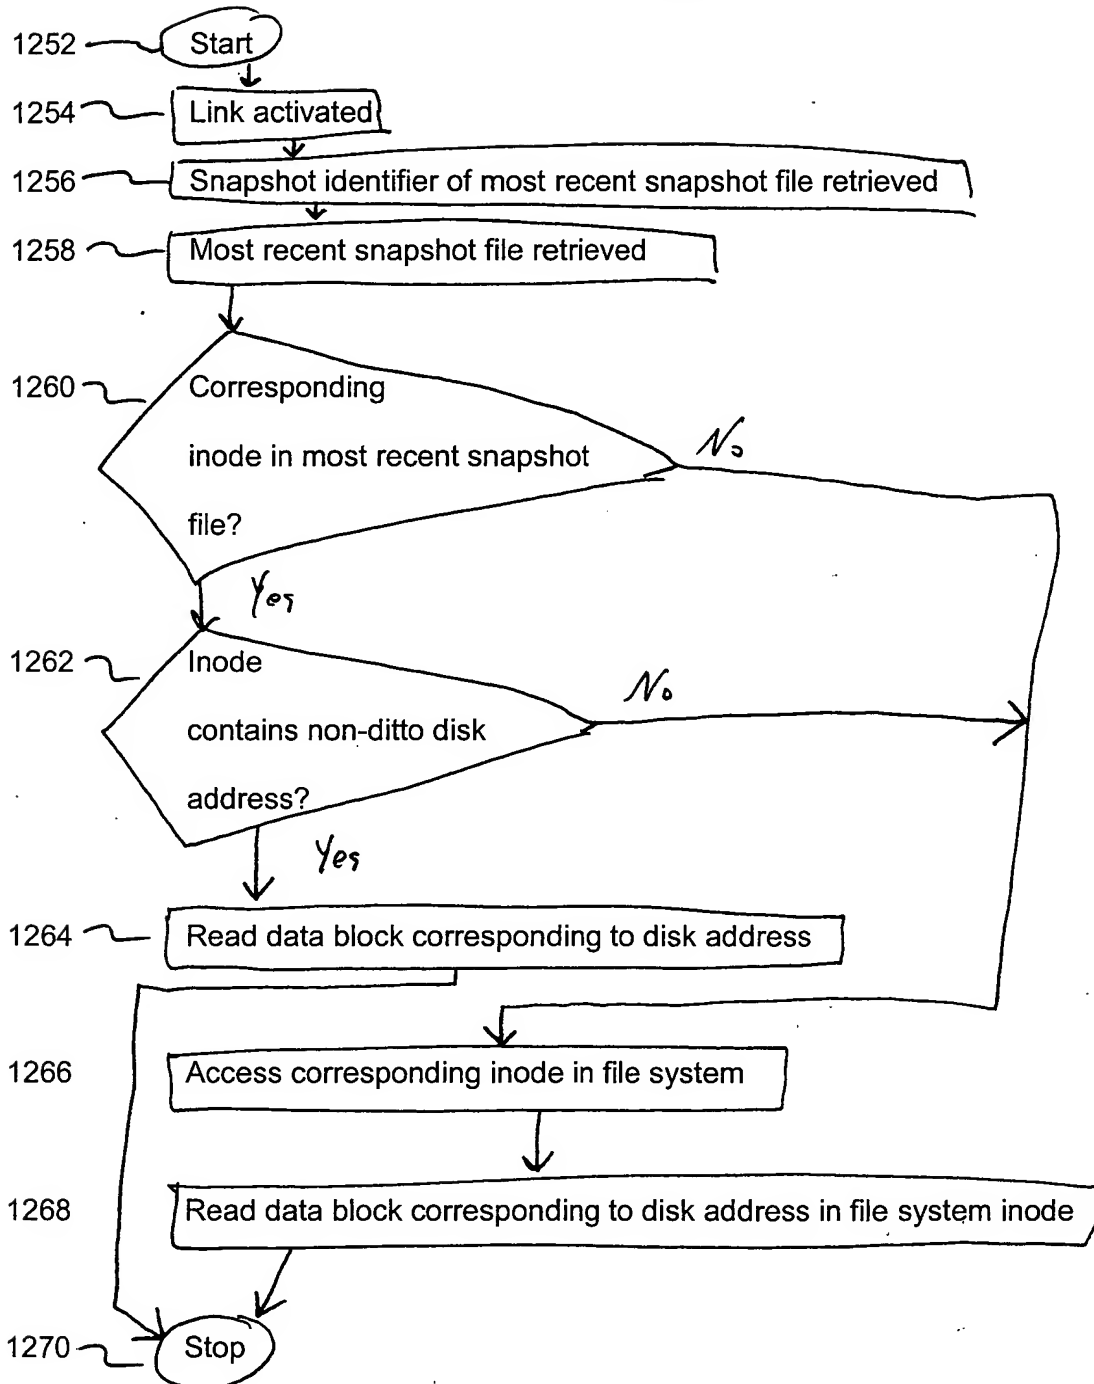 1252 Start
1254 Link activated
1256 Snapshot identifier of most recent snapshot file retrieved
1258 Most recent snapshot file retrieved
1260 Corresponding
No
inode in most recent snapshot
file?
Yes
1262 Inode
No
contains non-ditto disk
address?
Yes
1264 Read data block corresponding to disk address
1266 Access corresponding inode in file system
1268 Read data block corresponding to disk address in file system inode
1270 Stop